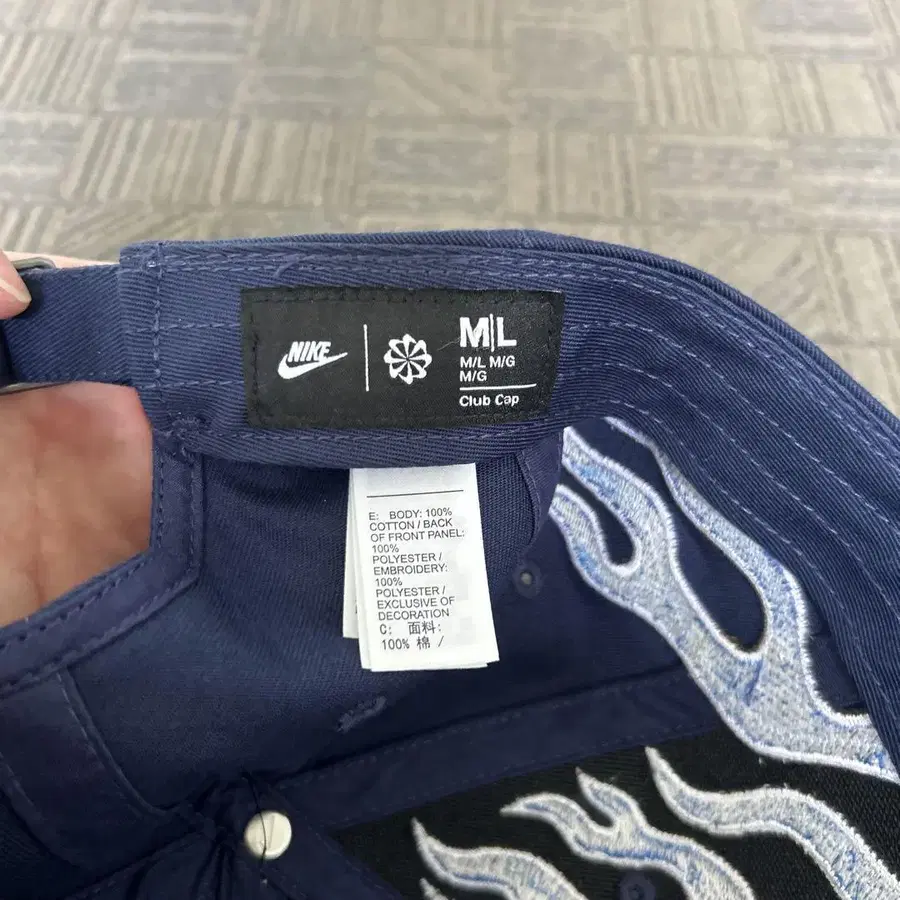 NIKE
M|L
M/L M/G
M/G
Club Cap
E: BODY: 100%
COTTON / BACK
OF FRONT PANEL:
100%
POLYESTER /
EMBROIDERY:
100%
POLYESTER /
EXCLUSIVE OF
DECORATION
C: 面料:
100% 棉 /